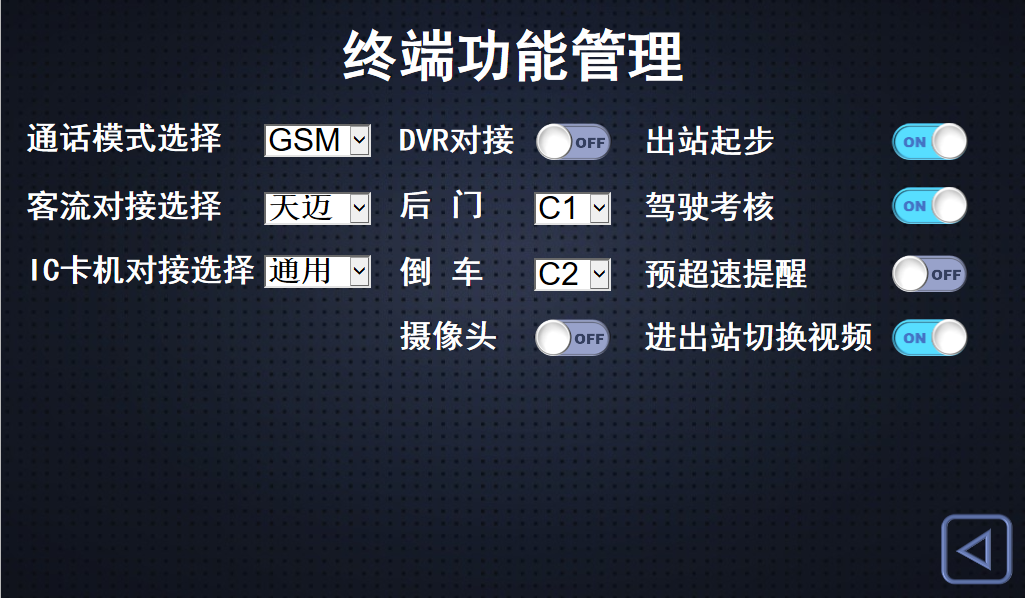 终端功能管理
通话模式选择 GSM DVR对接 OFF 出站起步 ON
客流对接选择 天迈 后 门 C1 驾驶考核 ON
IC卡机对接选择 通用 倒 车 C2 预超速提醒 OFF
摄像头 OFF 进出站切换视频 ON